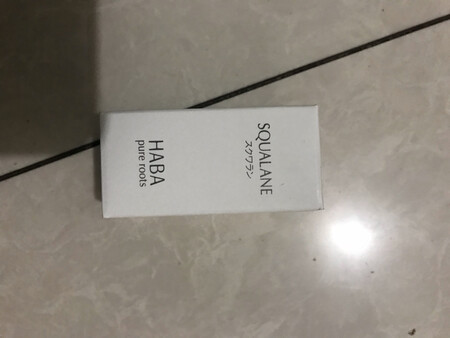 SQUALANE
スクワラン
HABA
pure roots